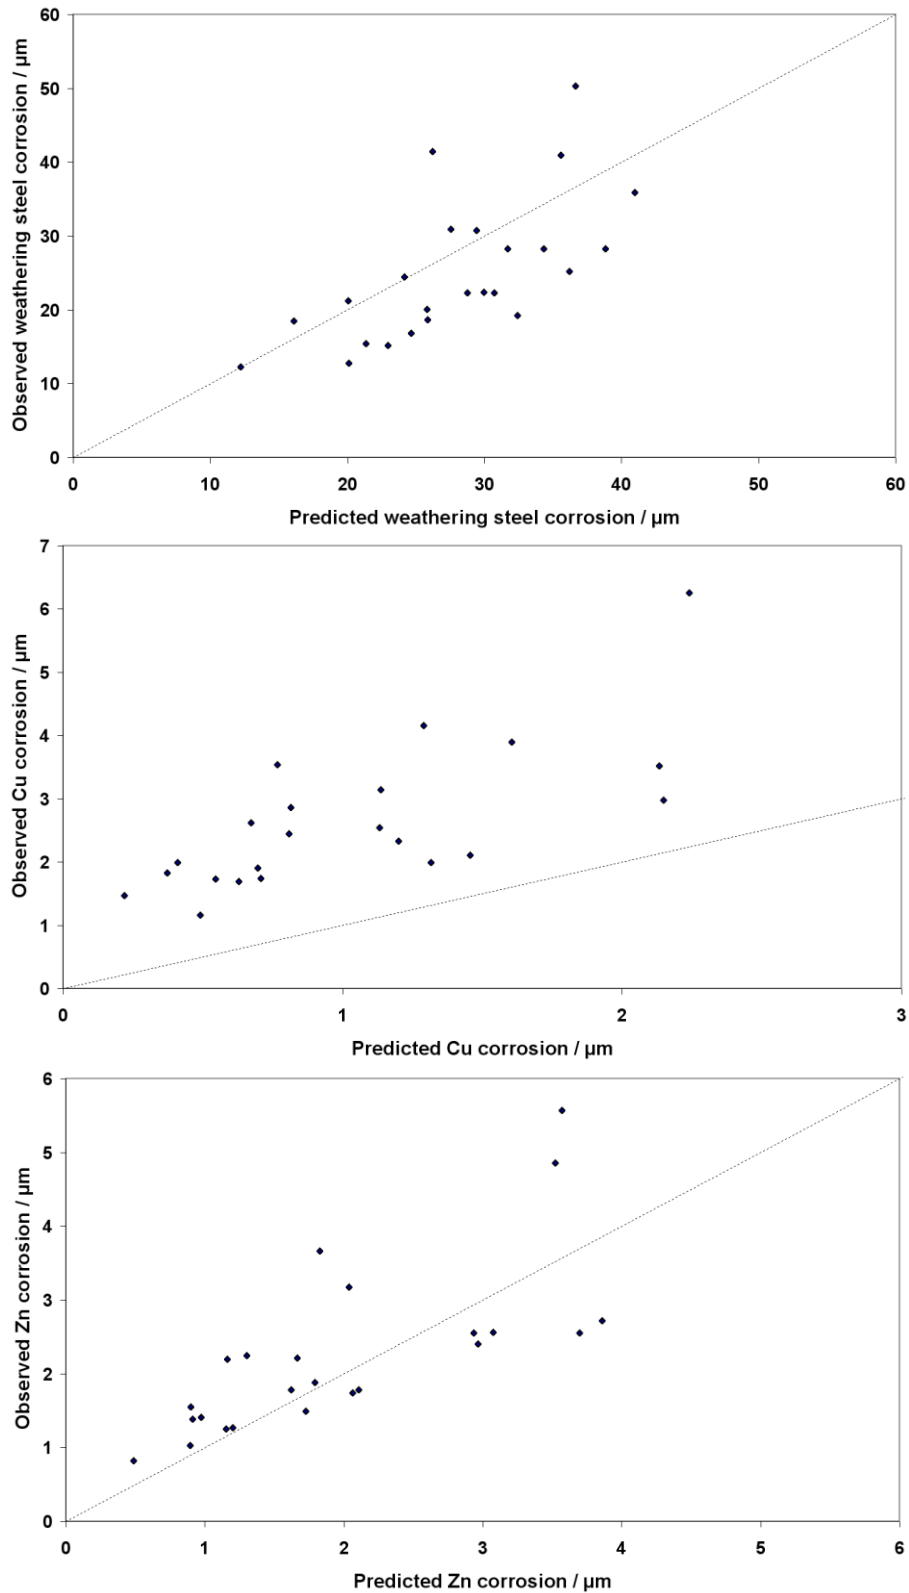 60
50
40
30
20
10
0
Observed weathering steel corrosion / µm
0 10 20 30 40 50 60
Predicted weathering steel corrosion / µm
7
6
5
4
3
2
1
0
Observed Cu corrosion / µm
0 1 2 3
Predicted Cu corrosion / µm
6
5
4
3
2
1
0
Observed Zn corrosion / µm
0 1 2 3 4 5 6
Predicted Zn corrosion / µm